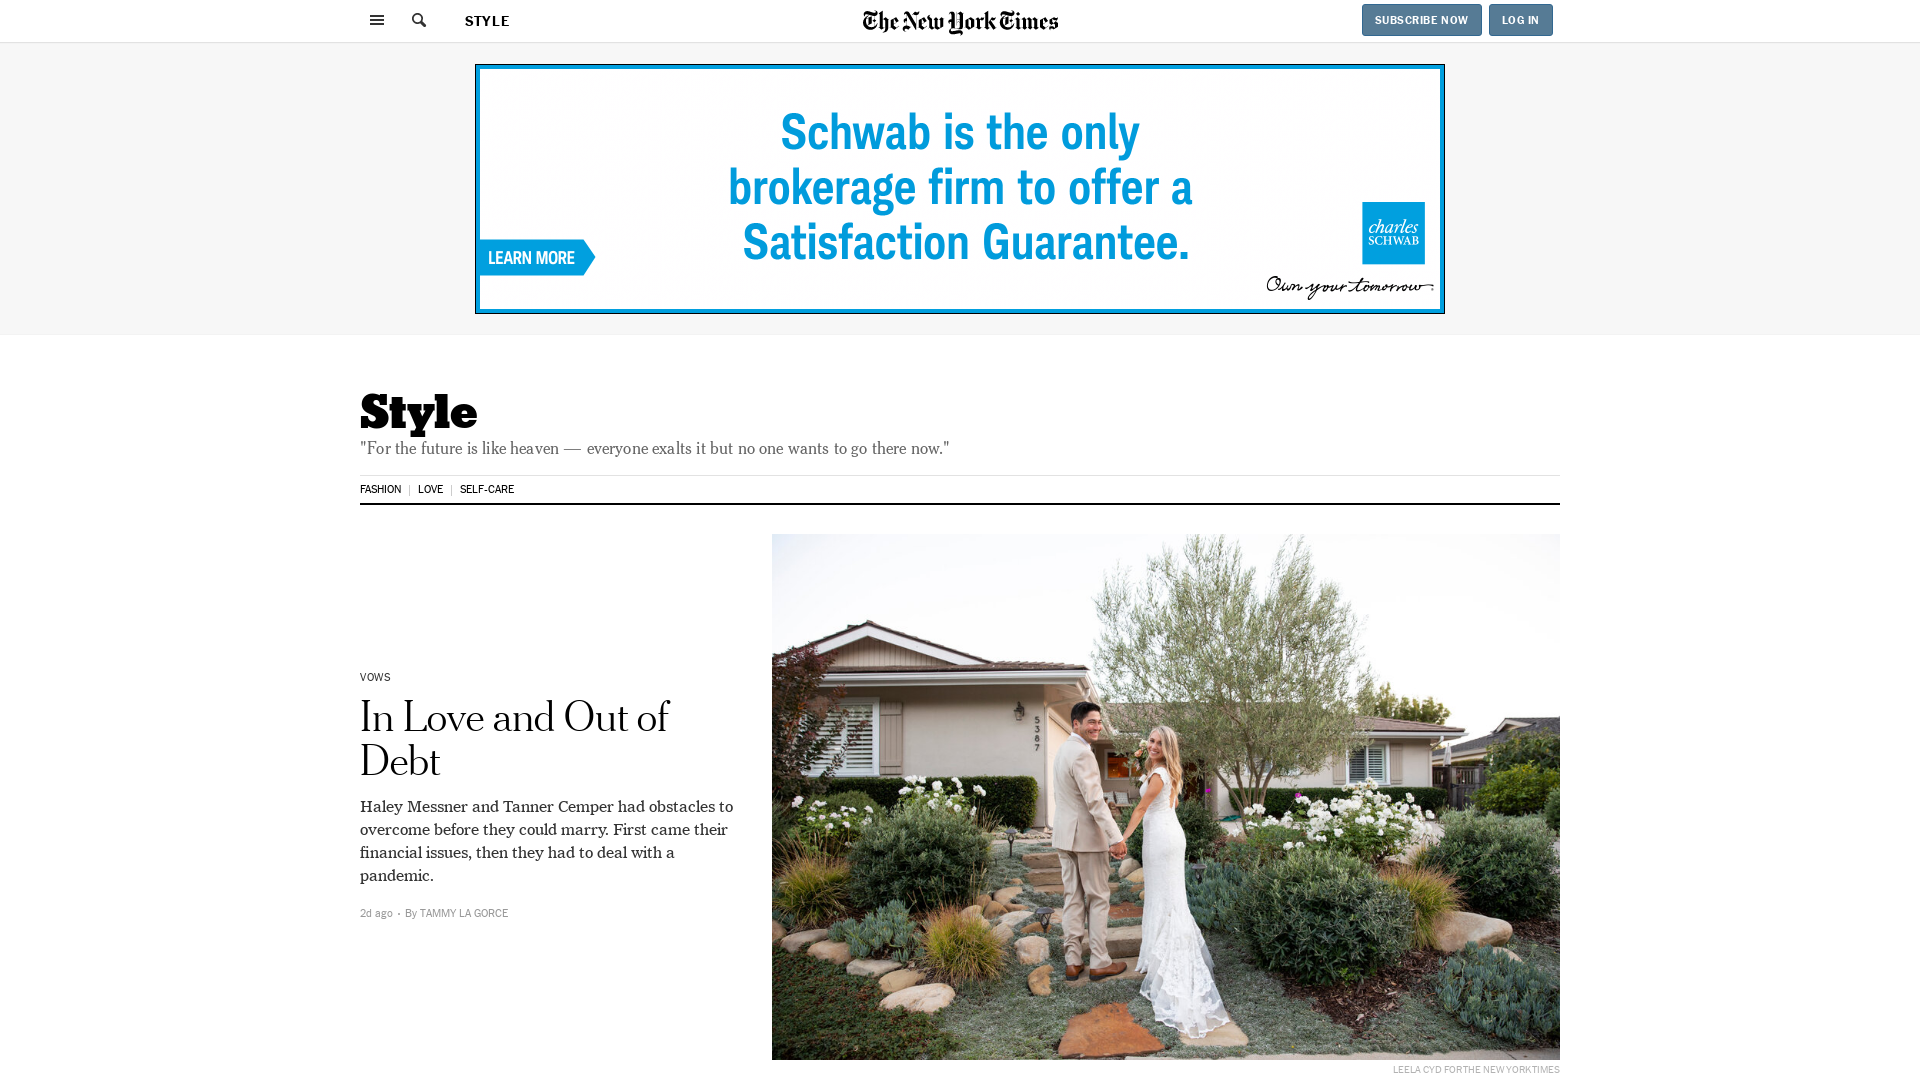 STYLE
The New York Times
SUBSCRIBE NOW
LOG IN
Schwab is the only
brokerage firm to offer a
Satisfaction Guarantee.
LEARN MORE
charles
SCHWAB
Own your tomorrow
Style
"For the future is like heaven — everyone exalts it but no one wants to go there now."
FASHION | LOVE | SELF-CARE
VOWS
In Love and Out of
Debt
Haley Messner and Tanner Cemper had obstacles to
overcome before they could marry. First came their
financial issues, then they had to deal with a
pandemic.
2d ago • By TAMMY LA GORCE
5387
LEELA CYD FOR THE NEW YORK TIMES